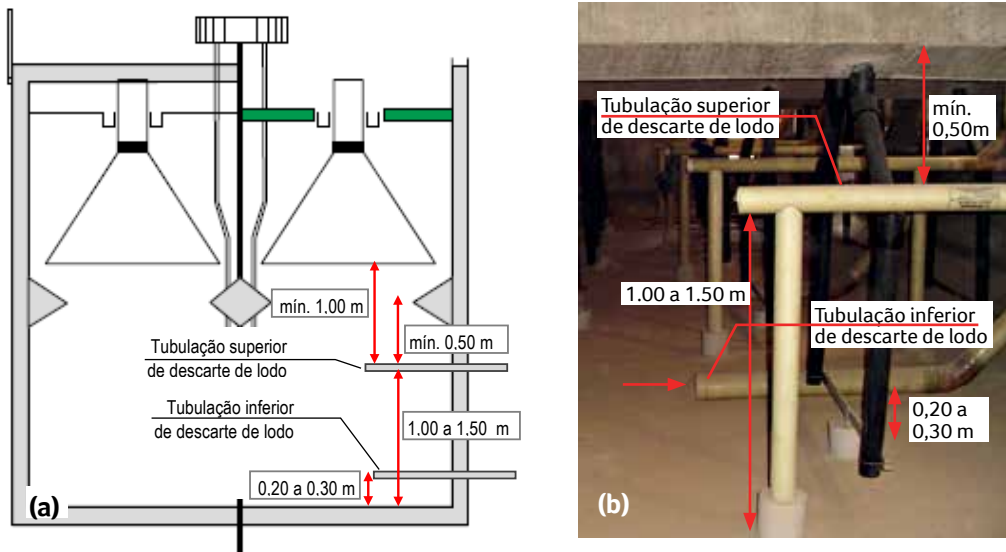 mín. 1,00 m
mín. 0,50 m
Tubulação superior
de descarte de lodo
Tubulação inferior
de descarte de lodo
1,00 a 1,50 m
0,20 a 0,30 m
(a)
Tubulação superior
de descarte de lodo
mín.
0,50m
1.00 a 1.50 m
Tubulação inferior
de descarte de lodo
0,20 a
0,30 m
(b)